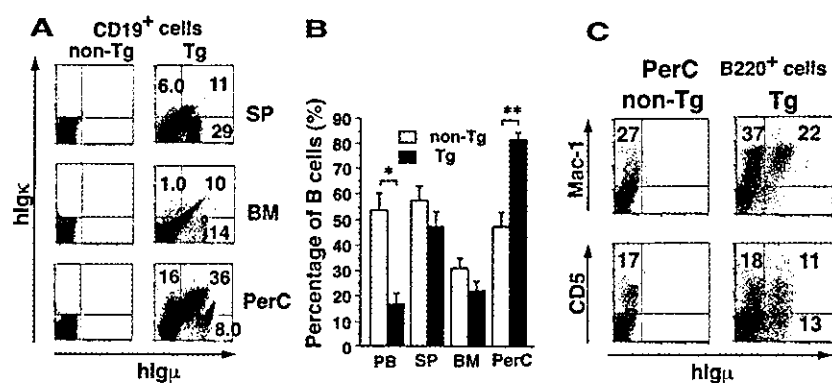 A
CD19+ cells
non-Tg Tg
6.0 11
29
SP
1.0 10
14
BM
16 36
8.0
PerC
hIgκ
hIgμ
B
Percentage of B cells (%)
90
80
70
60
50
40
30
20
10
0
non-Tg
Tg
*
**
PB SP BM PerC
C
PerC B220+ cells
non-Tg Tg
27 37 22
Mac-1
17 18 11
13
CD5
hIgμ